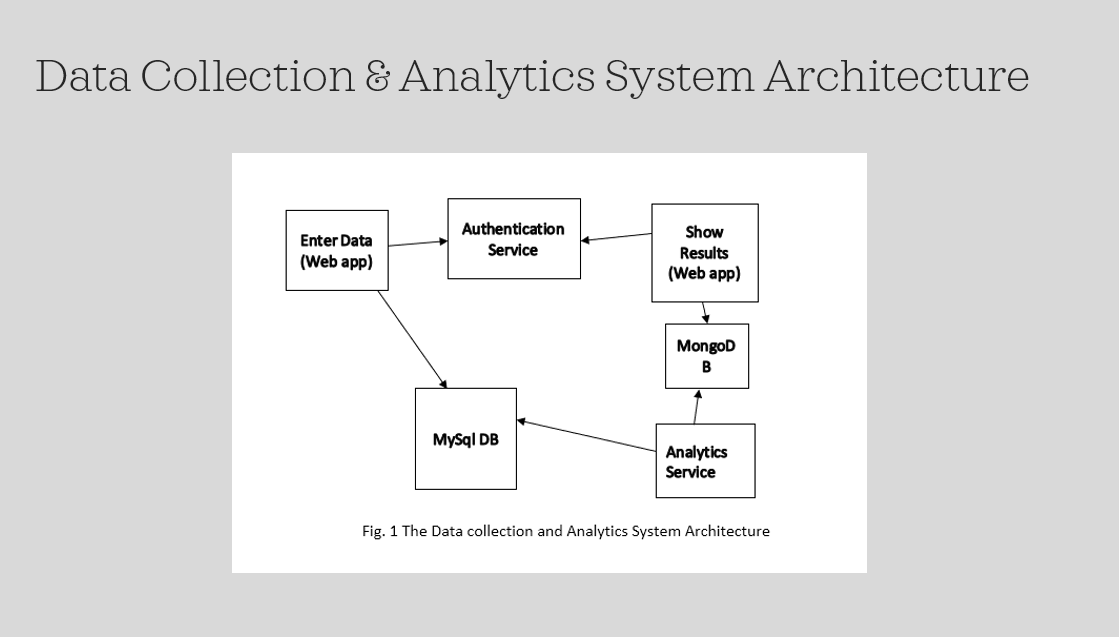 Data Collection & Analytics System Architecture
Enter Data
(Web app)
Authentication
Service
Show
Results
(Web app)
MongoD
B
MySql DB
Analytics
Service
Fig. 1 The Data collection and Analytics System Architecture